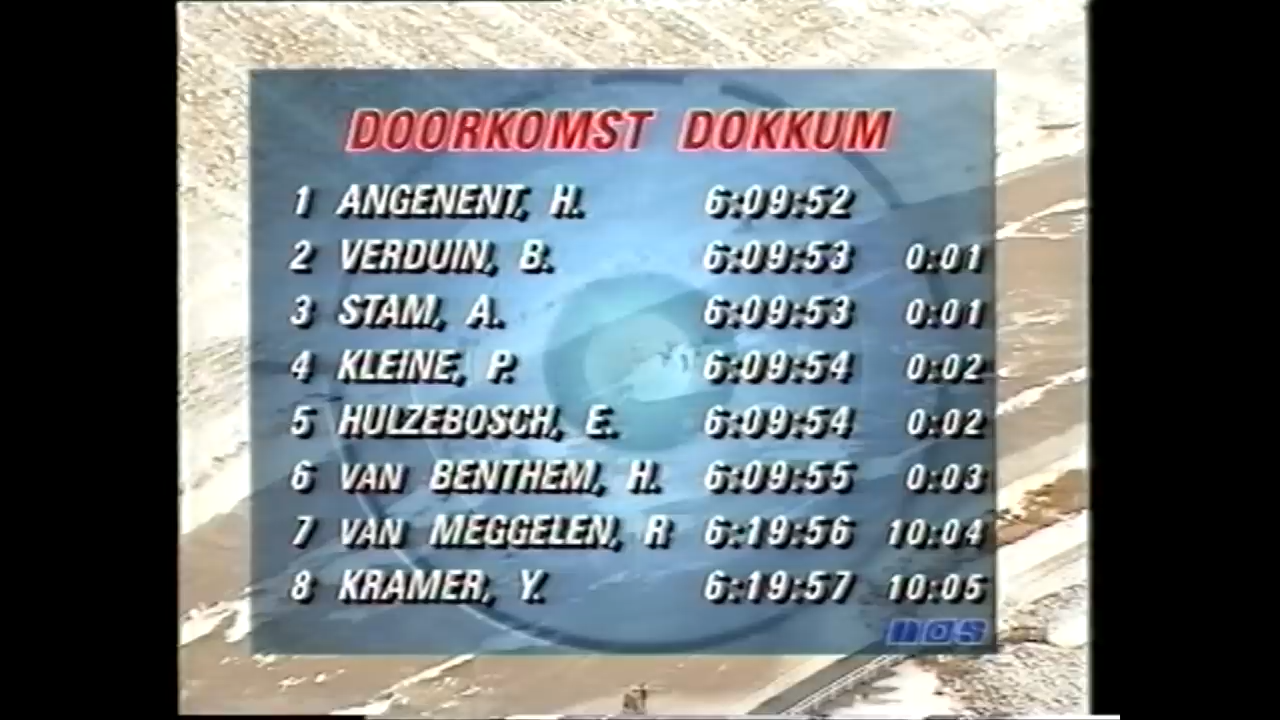 DOORKOMST DOKKUM
1 ANGENENT, H. 6:09:52
2 VERDUIN, B. 6:09:53 0:01
3 STAM, A. 6:09:53 0:01
4 KLEINE, P. 6:09:54 0:02
5 HULZEBOSCH, E. 6:09:54 0:02
6 VAN BENTHEM, H. 6:09:55 0:03
7 VAN MEGGELEN, R 6:19:56 10:04
8 KRAMER, Y. 6:19:57 10:05
nos